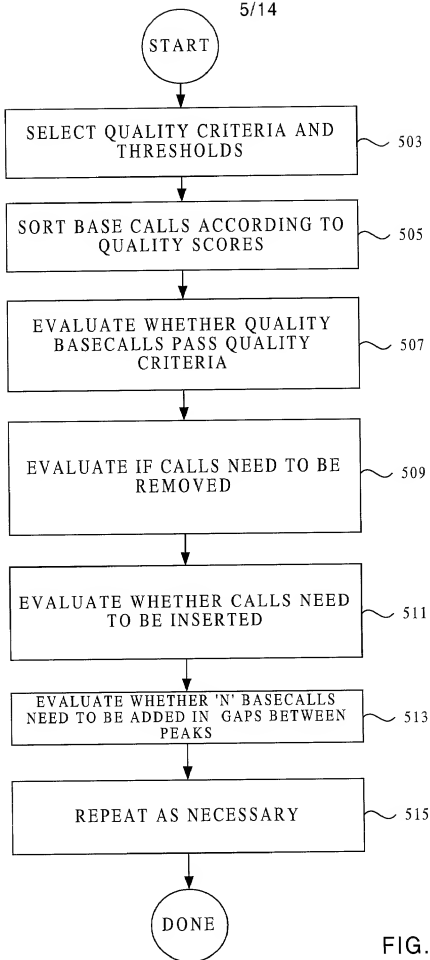 5/14
START
SELECT QUALITY CRITERIA AND
THRESHOLDS
503
SORT BASE CALLS ACCORDING TO
QUALITY SCORES
505
EVALUATE WHETHER QUALITY
BASECALLS PASS QUALITY
CRITERIA
507
EVALUATE IF CALLS NEED TO BE
REMOVED
509
EVALUATE WHETHER CALLS NEED
TO BE INSERTED
511
EVALUATE WHETHER 'N' BASECALLS
NEED TO BE ADDED IN GAPS BETWEEN
PEAKS
513
REPEAT AS NECESSARY
515
DONE
FIG.